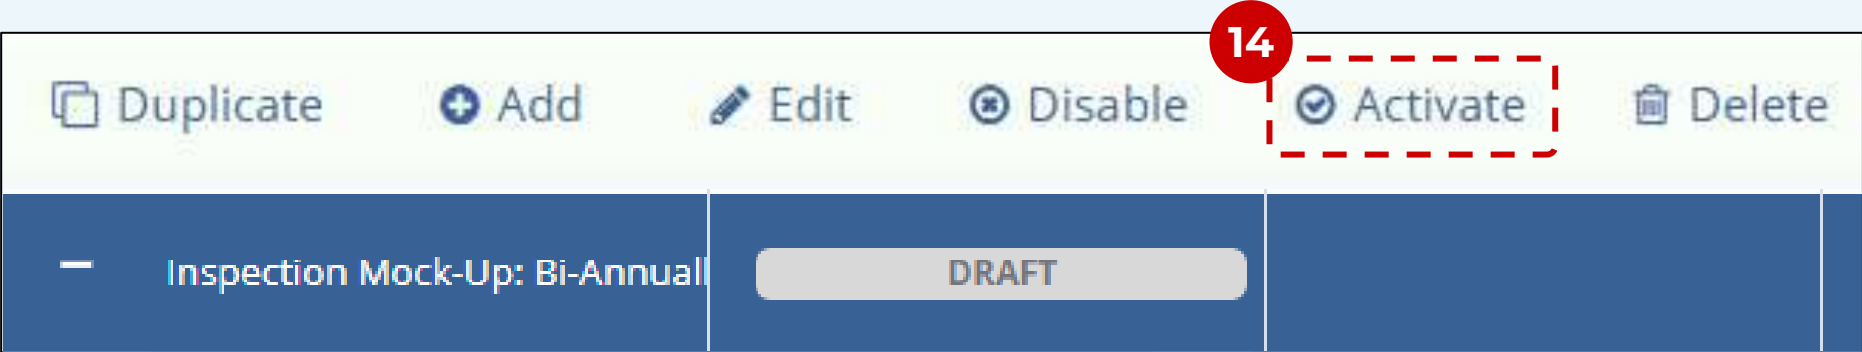 14
Duplicate Add Edit Disable Activate Delete
Inspection Mock-Up: Bi-Annuall DRAFT